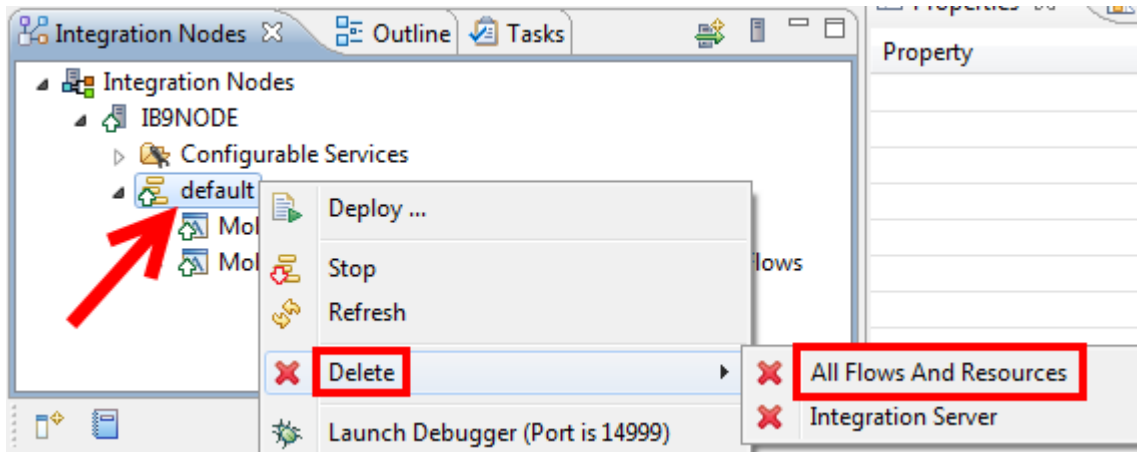 Integration Nodes Outline Tasks
Properties
Property
Integration Nodes
IB9NODE
Configurable Services
default
Deploy ...
Stop
Refresh
Delete
All Flows And Resources
Integration Server
Launch Debugger (Port is 14999)